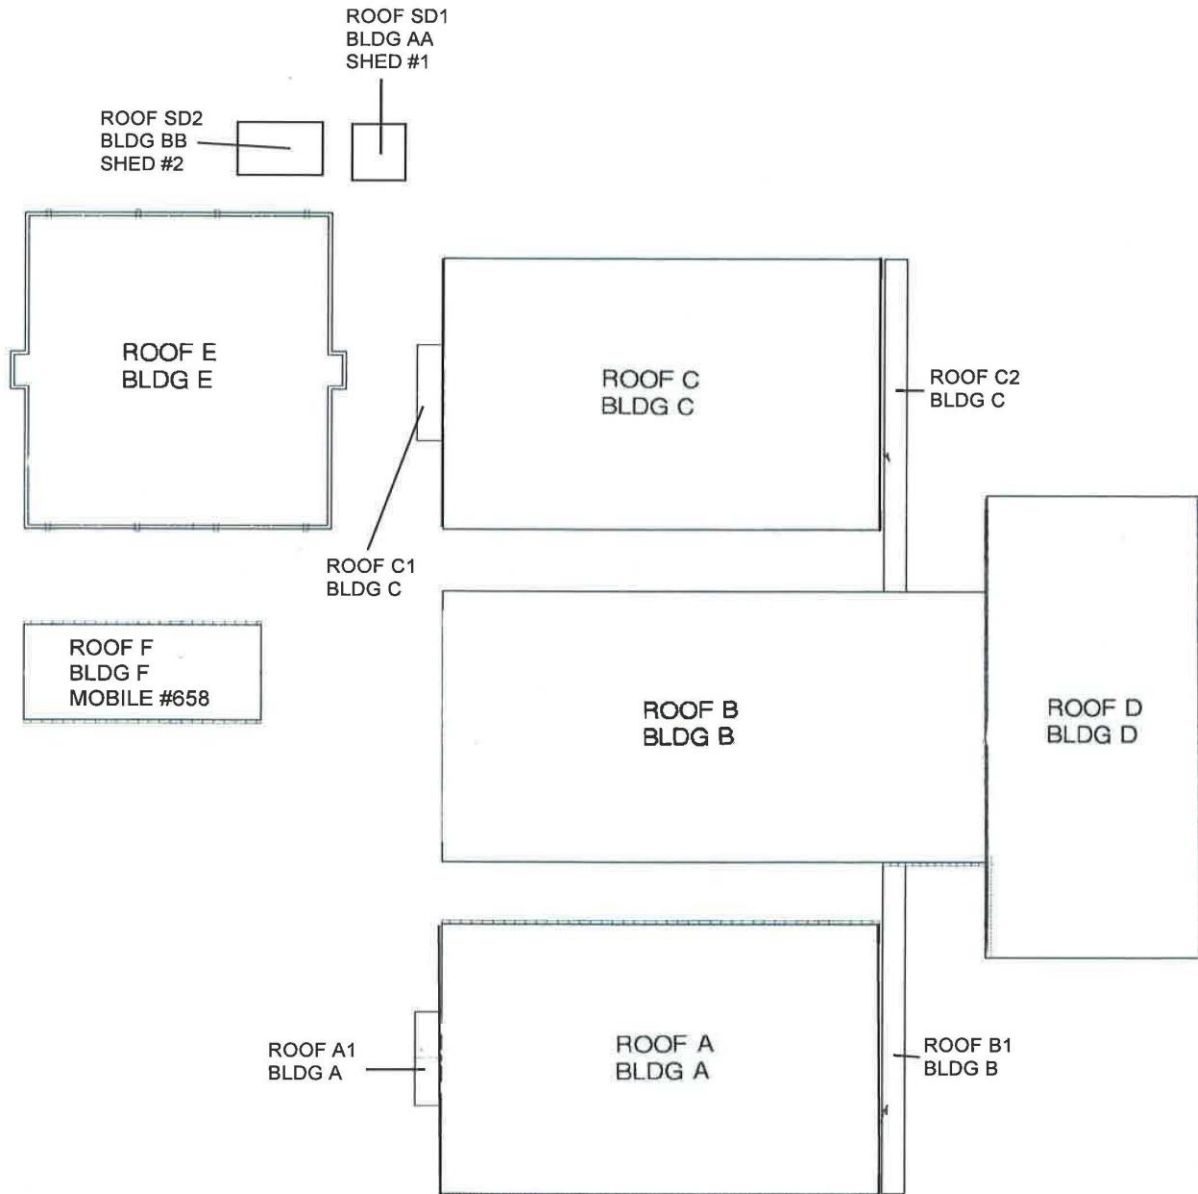 ROOF SD1
BLDG AA
SHED #1
ROOF SD2
BLDG BB
SHED #2
ROOF E
BLDG E
ROOF C
BLDG C
ROOF C2
BLDG C
ROOF C1
BLDG C
ROOF F
BLDG F
MOBILE #658
ROOF B
BLDG B
ROOF D
BLDG D
ROOF A1
BLDG A
ROOF A
BLDG A
ROOF B1
BLDG B